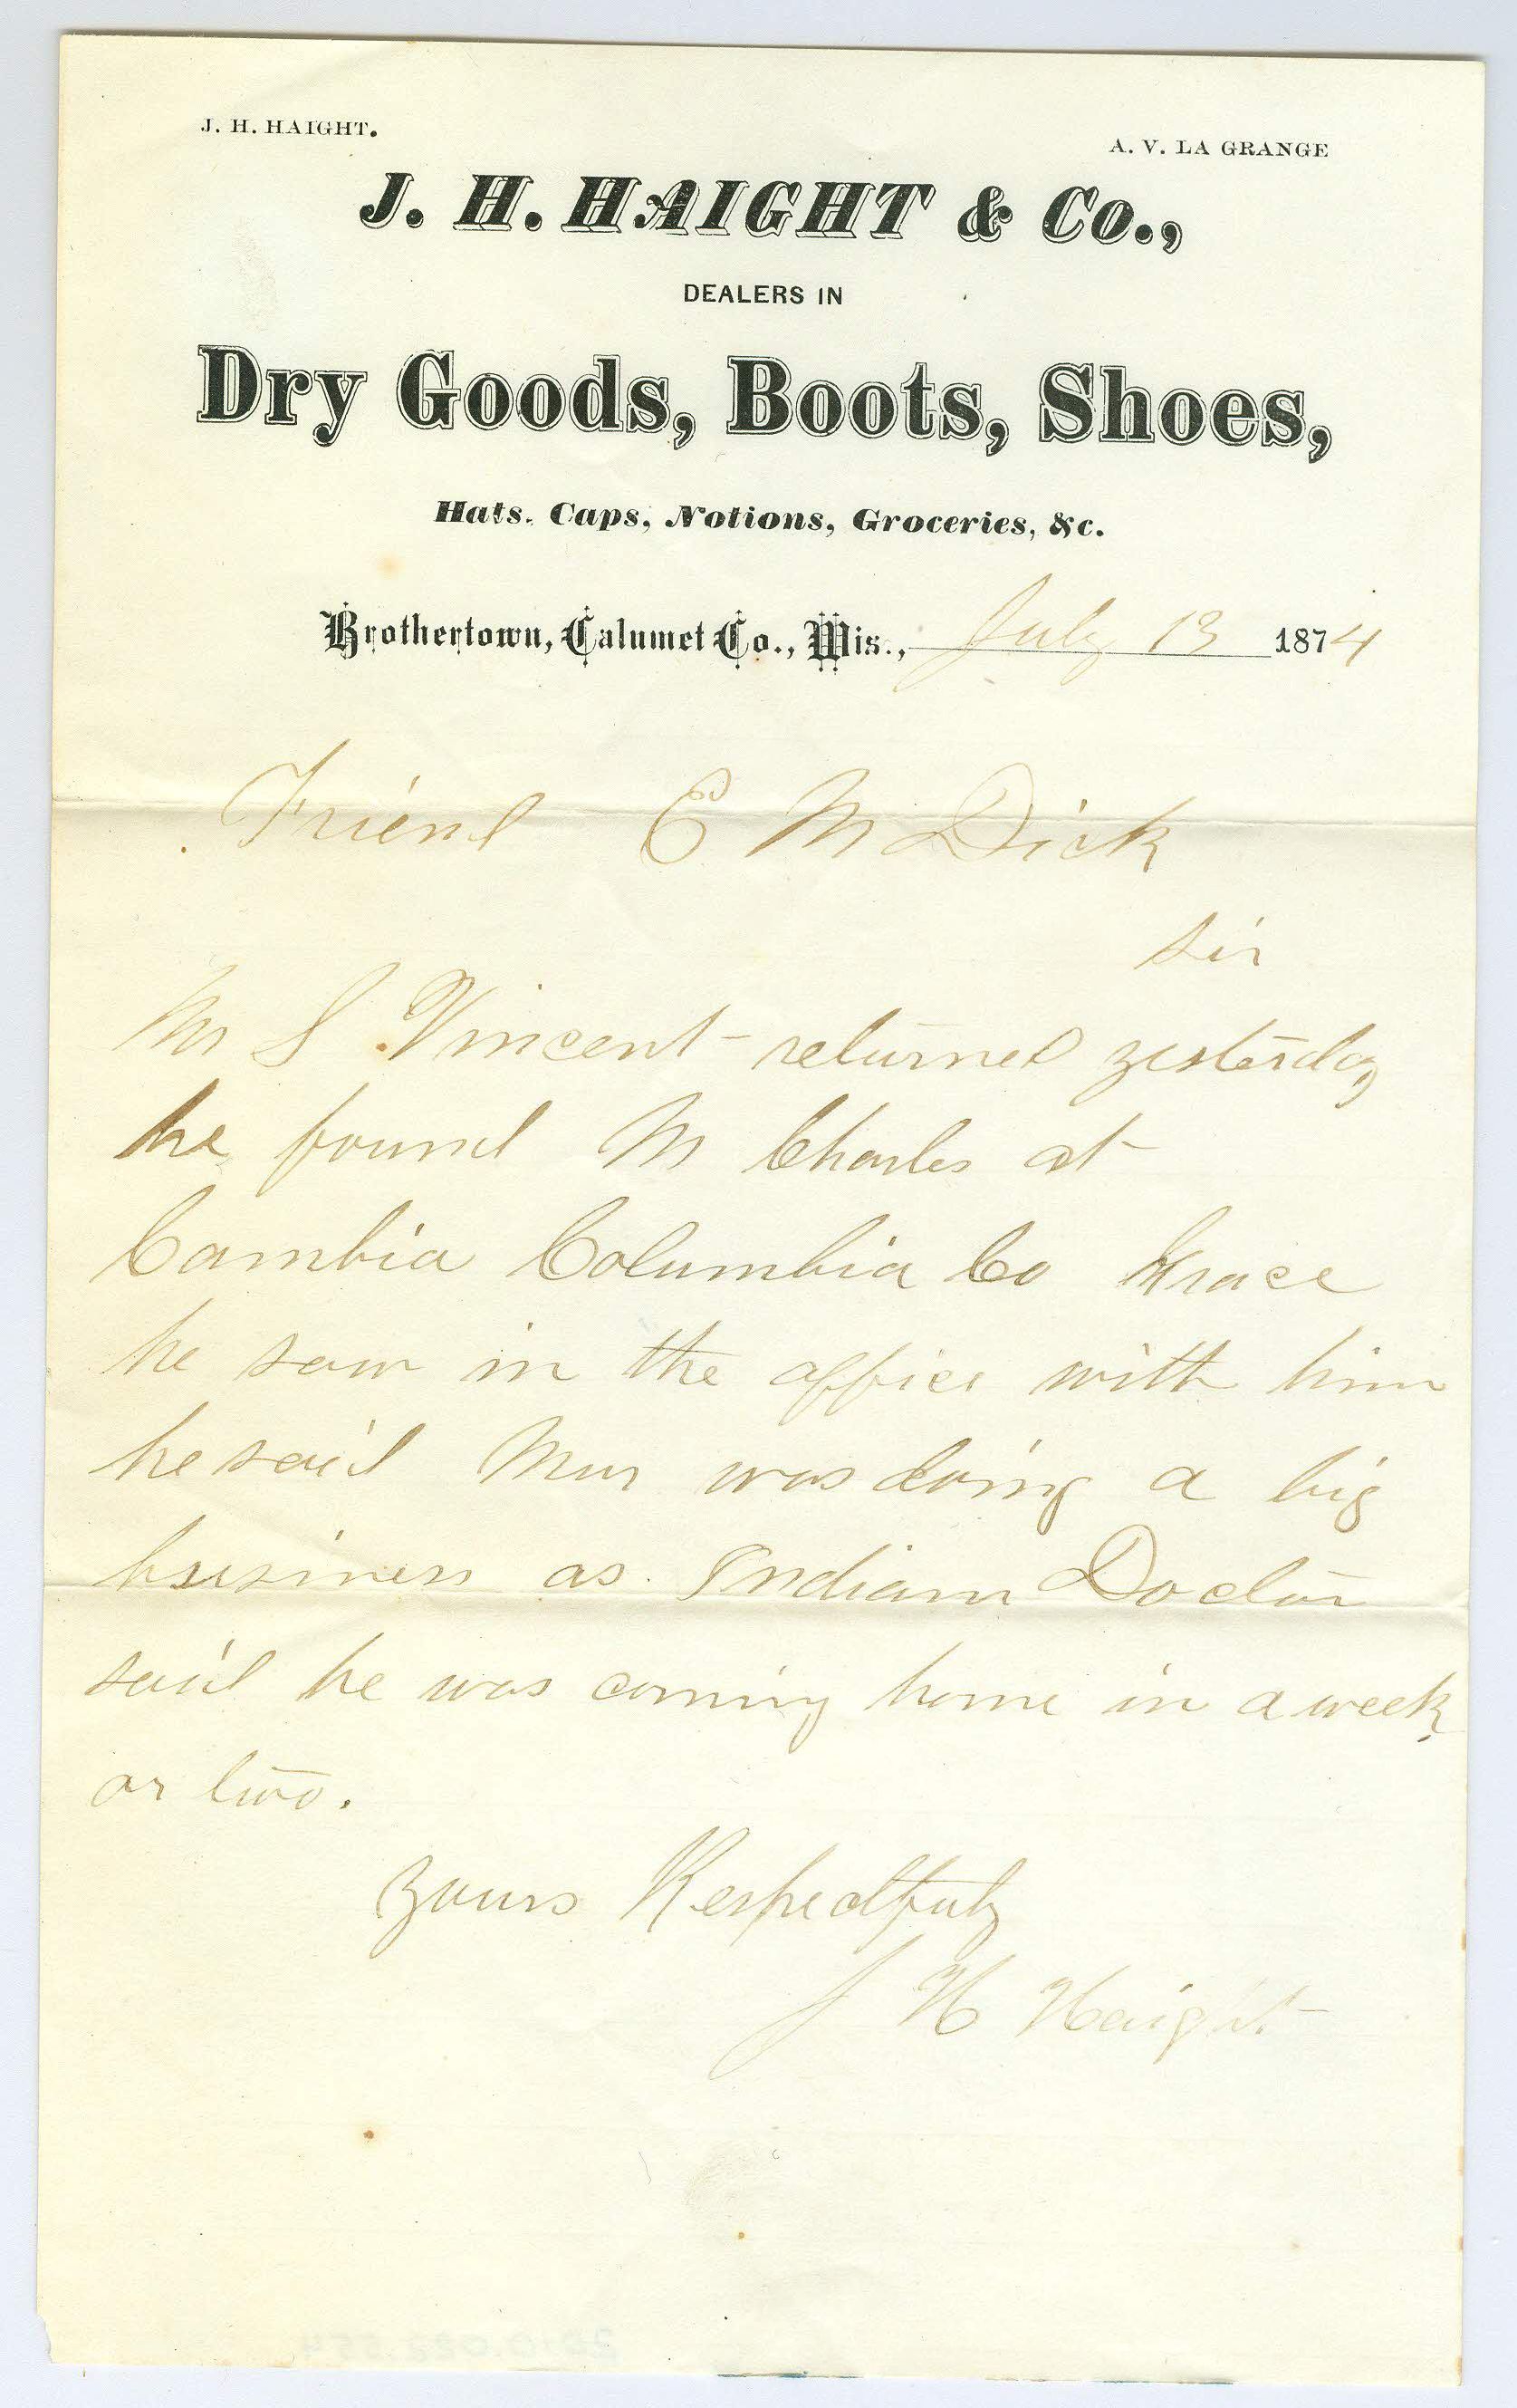 J. H. HAIGHT.
A. V. LA GRANGE
J. H. HAIGHT & Co.,
DEALERS IN
Dry Goods, Boots, Shoes,
Hats. Caps, Notions, Groceries, &c.
Brothertown, Calumet Co., Wis., July 13 1874
Friend E M Dick
Sir
Mr S Vincent returned yesterday
he found M Charles at
Cambia Columbia Co Grace
he saw in the office with him
he said was doing a big
business as Indian Doctor
said he was coming home in a week
or two.
Yours Respectfuly
J H Haight